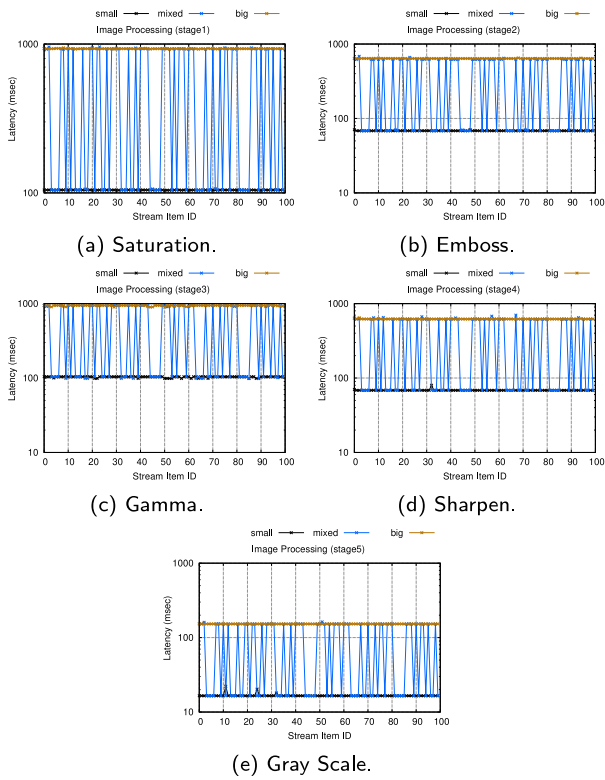 small mixed big
Image Processing (stage1)
1000
100
Latency (msec)
0 10 20 30 40 50 60 70 80 90 100
Stream Item ID
(a) Saturation.
small mixed big
Image Processing (stage2)
1000
100
10
Latency (msec)
0 10 20 30 40 50 60 70 80 90 100
Stream Item ID
(b) Emboss.
small mixed big
Image Processing (stage3)
1000
100
10
Latency (msec)
0 10 20 30 40 50 60 70 80 90 100
Stream Item ID
(c) Gamma.
small mixed big
Image Processing (stage4)
1000
100
10
Latency (msec)
0 10 20 30 40 50 60 70 80 90 100
Stream Item ID
(d) Sharpen.
small mixed big
Image Processing (stage5)
1000
100
10
Latency (msec)
0 10 20 30 40 50 60 70 80 90 100
Stream Item ID
(e) Gray Scale.